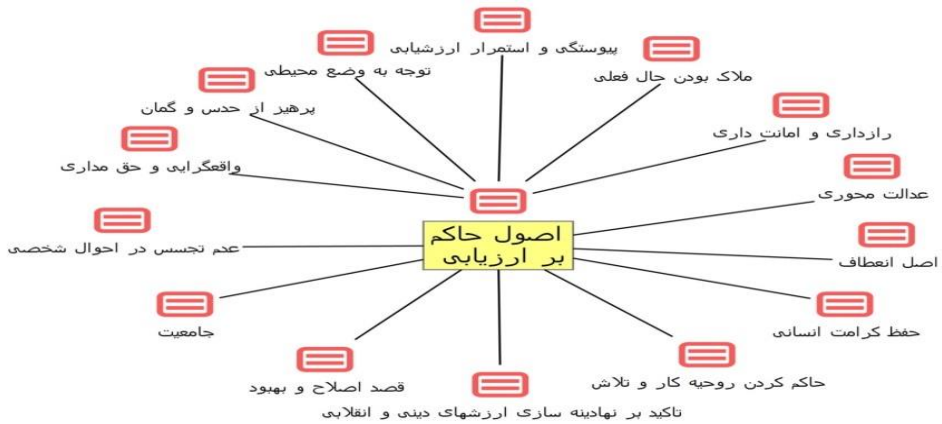 پیوستگی و استمرار ارزشیابی
ملاک بودن حال فعلی
توجه به وضع محیطی
پرهیز از حدس و گمان
رازداری و امانت داری
واقعگرایی و حق مداری
عدالت محوری
اصول حاکم
بر ارزیابی
عدم تجسس در احوال شخصی
اصل انعطاف
حفظ کرامت انسانی
جامعیت
حاکم کردن روحیه کار و تلاش
قصد اصلاح و بهبود
تاکید بر نهادینه سازی ارزشهای دینی و انقلابی